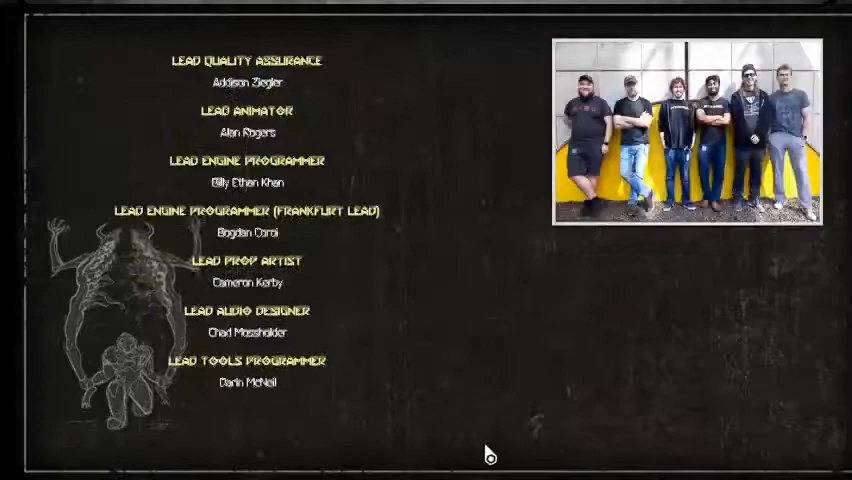 LEAD QUALITY ASSURANCE
Addison Ziegler
LEAD ANIMATOR
Alan Rogers
LEAD ENGINE PROGRAMMER
Billy Ethan Khan
LEAD ENGINE PROGRAMMER (FRANKFURT LEAD)
Bogdan Coroi
LEAD PROP ARTIST
Cameron Kerby
LEAD AUDIO DESIGNER
Chad Mossholder
LEAD TOOLS PROGRAMMER
Darin McNeil